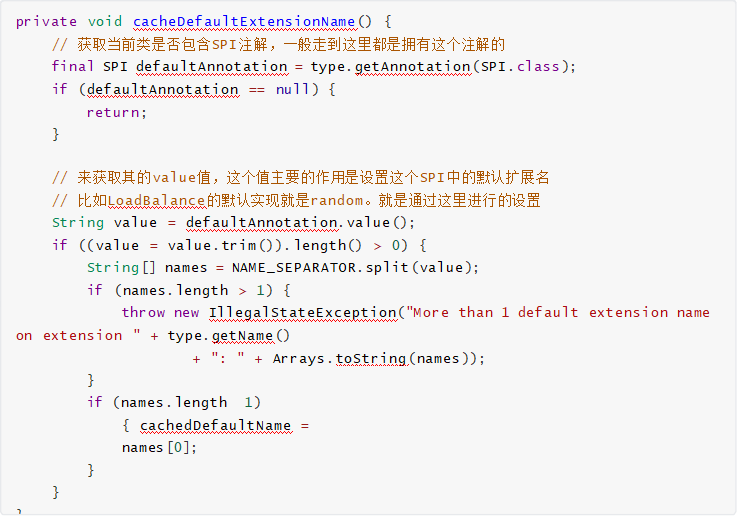 private void cacheDefaultExtensionName() {
    // 获取当前类是否包含SPI注解，一般走到这里都是拥有这个注解的
    final SPI defaultAnnotation = type.getAnnotation(SPI.class);
    if (defaultAnnotation == null) {
        return;
    }

    // 来获取其的value值，这个值主要的作用是设置这个SPI中的默认扩展名
    // 比如LoadBalance的默认实现就是random。就是通过这里进行的设置
    String value = defaultAnnotation.value();
    if ((value = value.trim()).length() > 0) {
        String[] names = NAME_SEPARATOR.split(value);
        if (names.length > 1) {
            throw new IllegalStateException("More than 1 default extension name
on extension " + type.getName()
                    + ": " + Arrays.toString(names));
        }
        if (names.length  1)
            { cachedDefaultName =
            names[0];
        }
    }
}